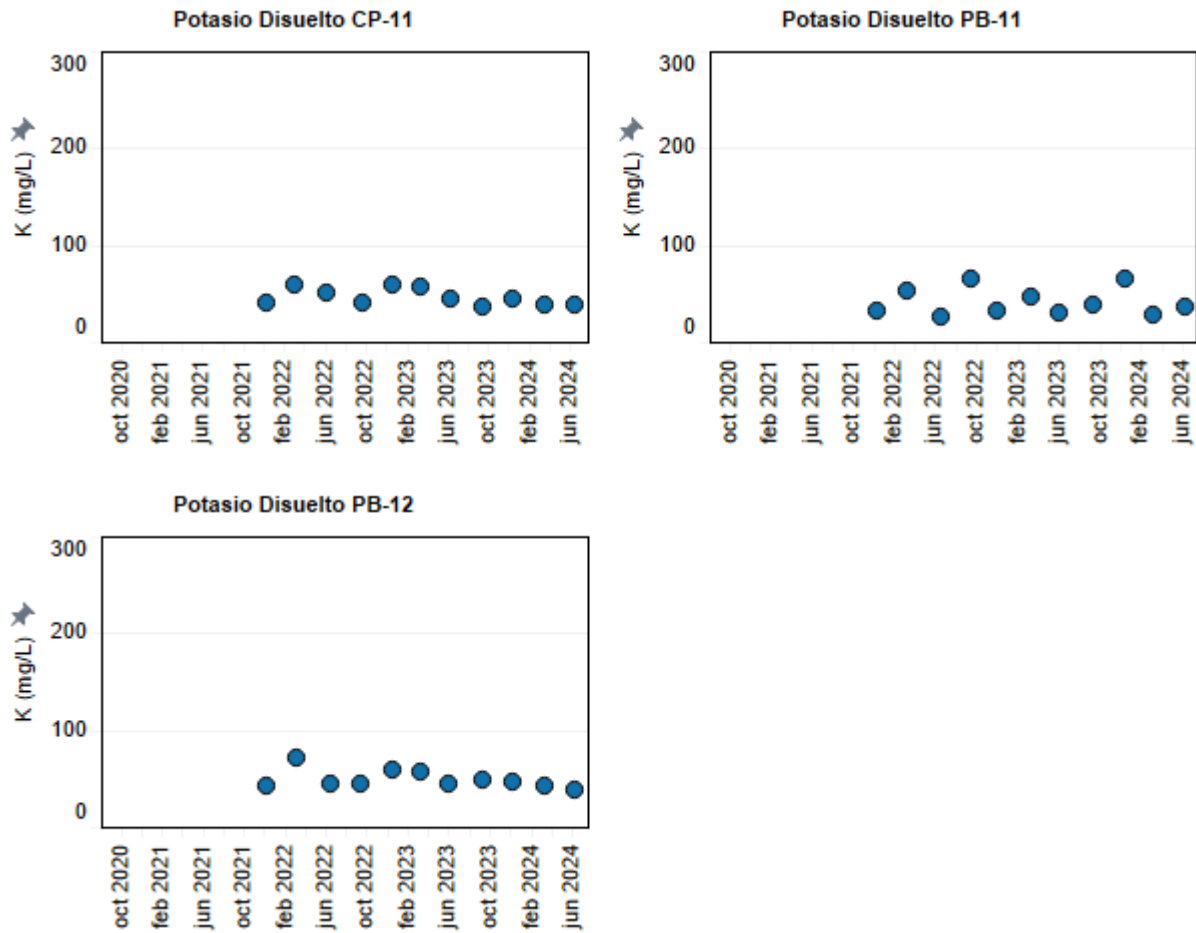 Potasio Disuelto CP-11
K (mg/L)
300
200
100
0
oct 2020
feb 2021
jun 2021
oct 2021
feb 2022
jun 2022
oct 2022
feb 2023
jun 2023
oct 2023
feb 2024
jun 2024
Potasio Disuelto PB-11
K (mg/L)
300
200
100
0
oct 2020
feb 2021
jun 2021
oct 2021
feb 2022
jun 2022
oct 2022
feb 2023
jun 2023
oct 2023
feb 2024
jun 2024
Potasio Disuelto PB-12
K (mg/L)
300
200
100
0
oct 2020
feb 2021
jun 2021
oct 2021
feb 2022
jun 2022
oct 2022
feb 2023
jun 2023
oct 2023
feb 2024
jun 2024